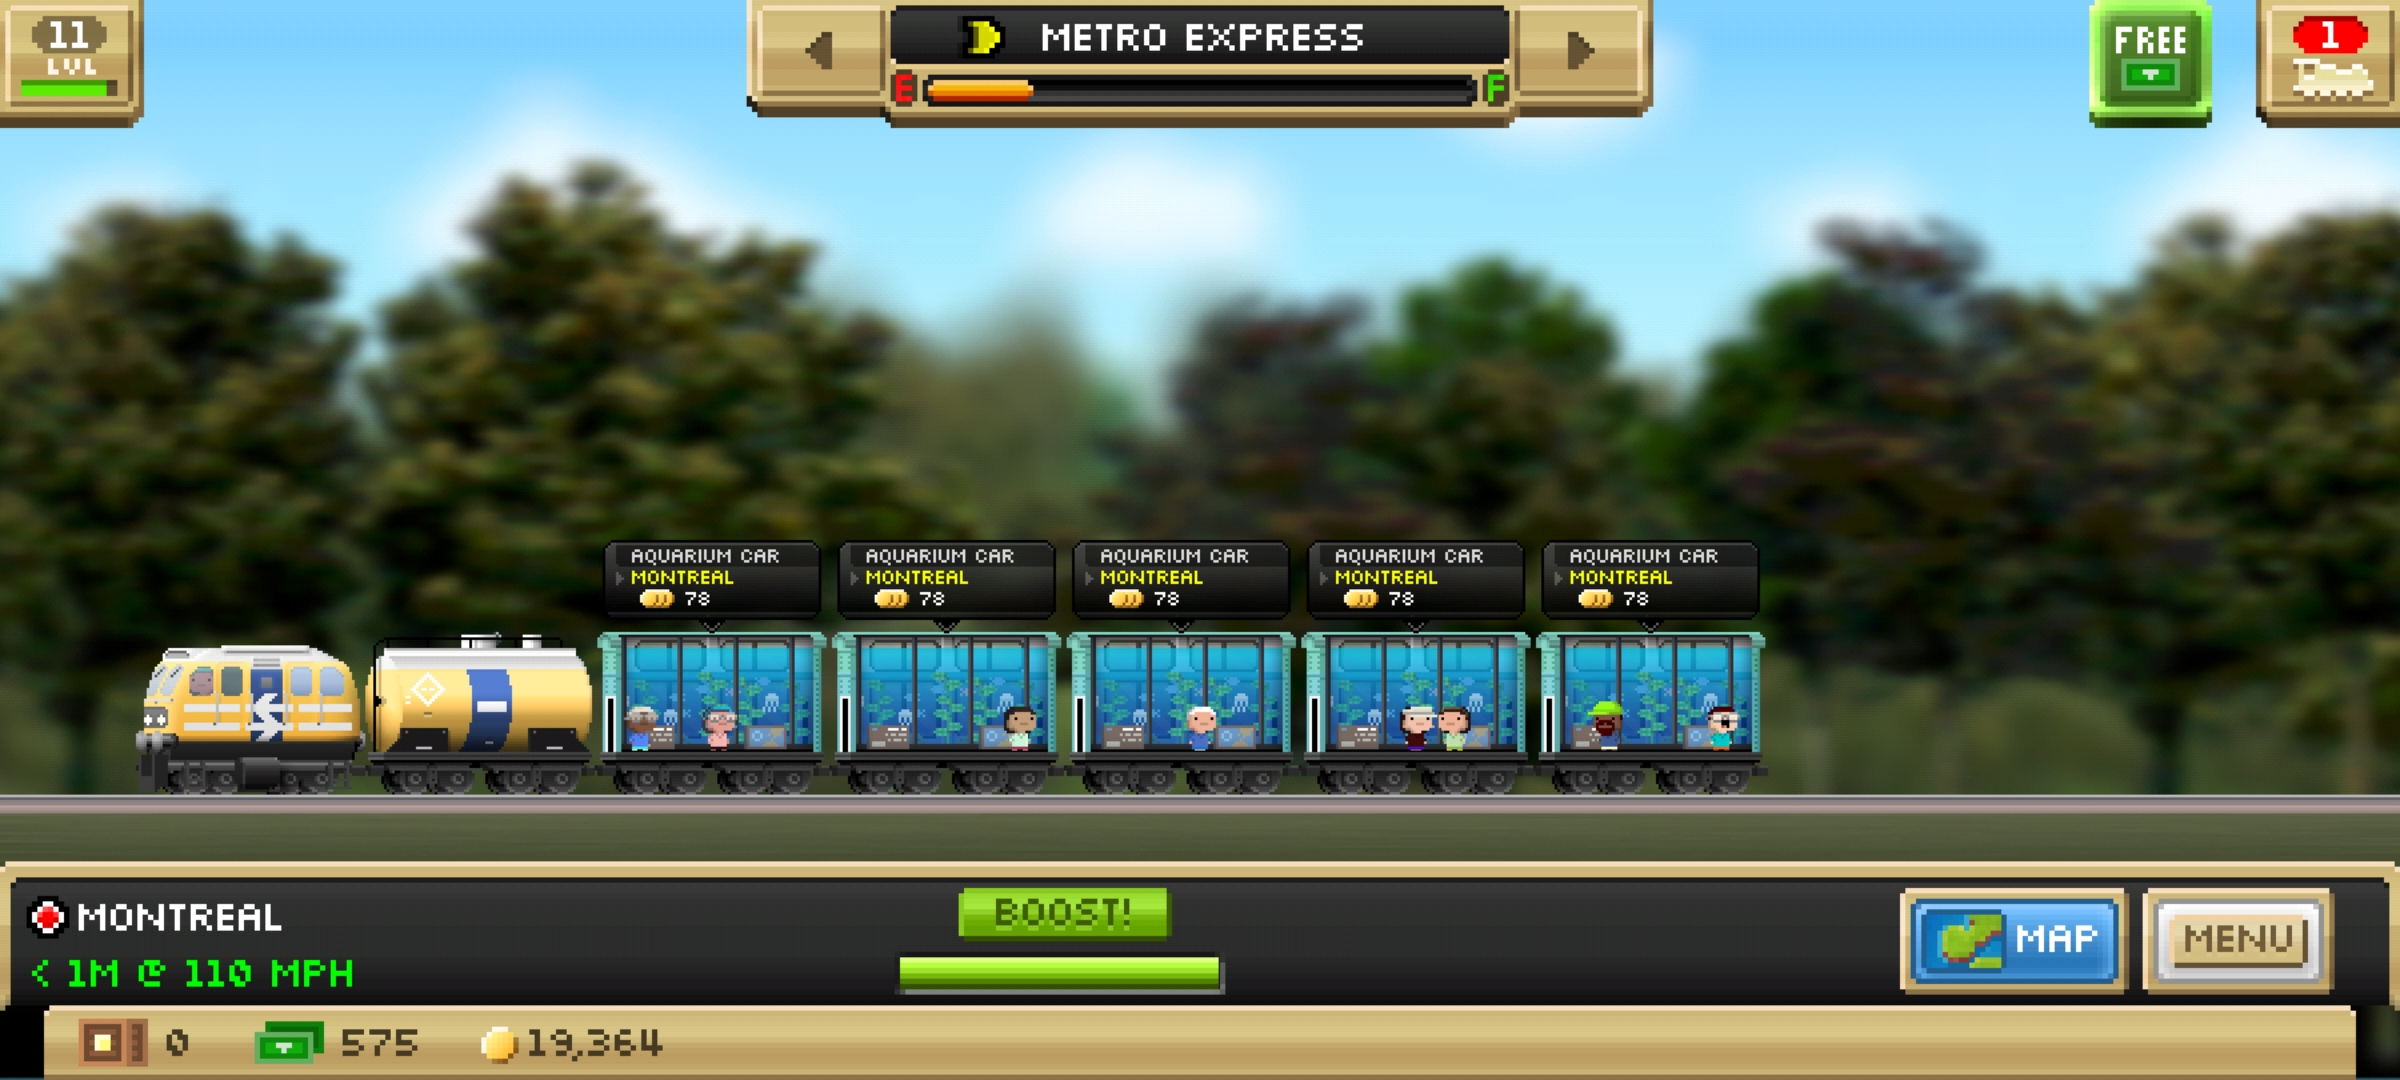 11
LVL
METRO EXPRESS
E F
FREE
1
AQUARIUM CAR
MONTREAL
78
AQUARIUM CAR
MONTREAL
78
AQUARIUM CAR
MONTREAL
78
AQUARIUM CAR
MONTREAL
78
AQUARIUM CAR
MONTREAL
78
MONTREAL
< 1M @ 110 MPH
BOOST!
MAP
MENU
0
575
19,364